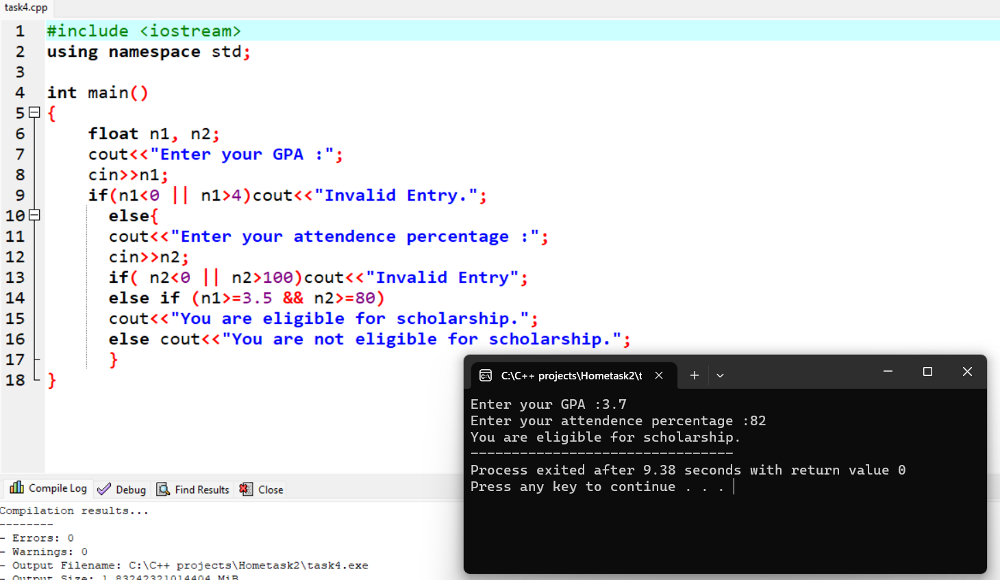 task4.cpp
1 #include <iostream>
2 using namespace std;
3
4 int main()
5 {
6 float n1, n2;
7 cout<<"Enter your GPA :";
8 cin>>n1;
9 if(n1<0 || n1>4)cout<<"Invalid Entry.";
10 else{
11 cout<<"Enter your attendence percentage :";
12 cin>>n2;
13 if( n2<0 || n2>100)cout<<"Invalid Entry";
14 else if (n1>=3.5 && n2>=80)
15 cout<<"You are eligible for scholarship.";
16 else cout<<"You are not eligible for scholarship.";
17 }
18 }
C:\C++ projects\Hometask2\t
Enter your GPA :3.7
Enter your attendence percentage :82
You are eligible for scholarship.
--------------------------------
Process exited after 9.38 seconds with return value 0
Press any key to continue . . .
Compile Log Debug Find Results Close
Compilation results...
--------
- Errors: 0
- Warnings: 0
- Output Filename: C:\C++ projects\Hometask2\task4.exe
- Output Size: 1.83242321014404 MiB